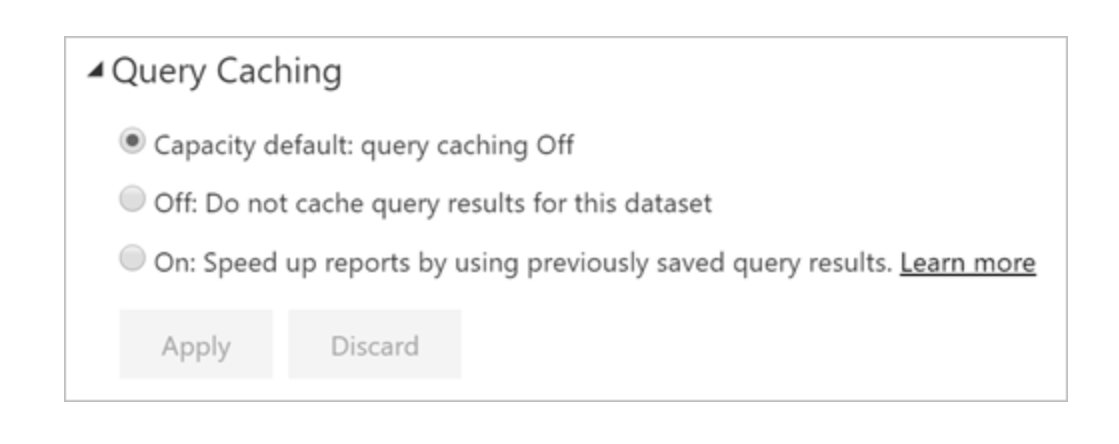 Query Caching
Capacity default: query caching Off
Off: Do not cache query results for this dataset
On: Speed up reports by using previously saved query results. Learn more
Apply Discard